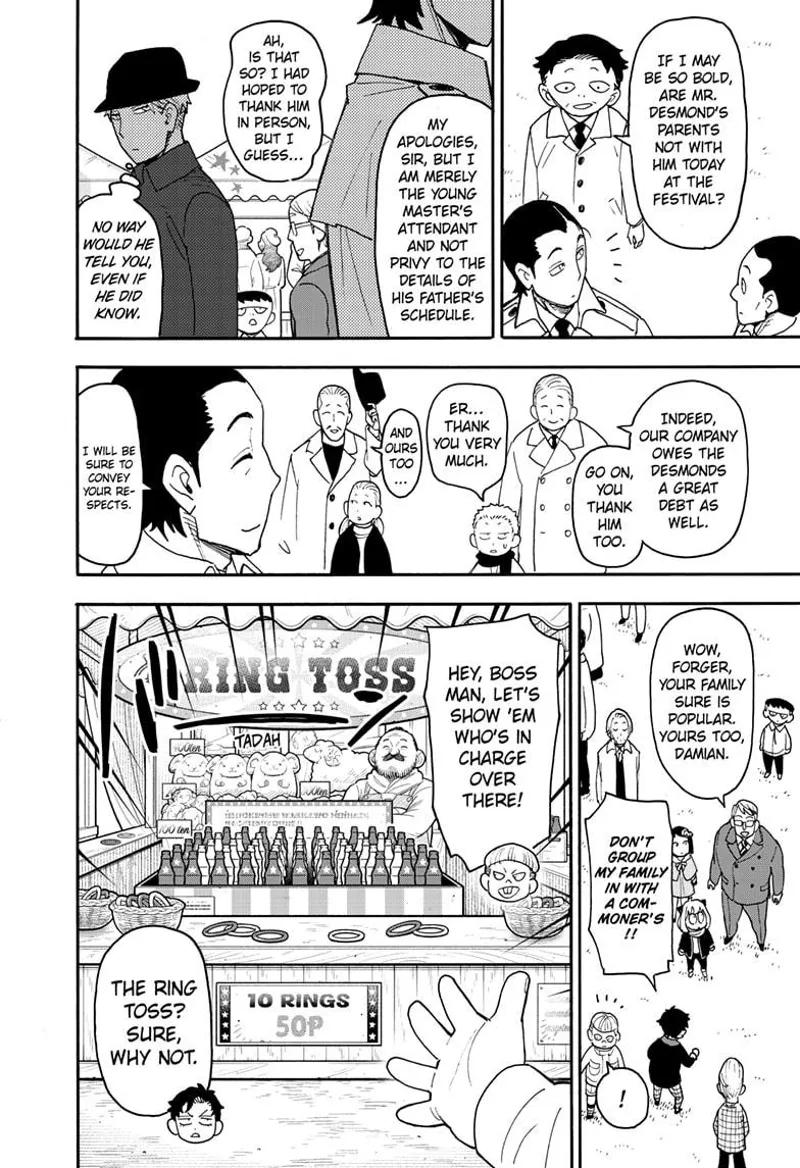 IF I MAY
BE SO BOLD,
ARE MR.
DESMOND'S
PARENTS
NOT WITH
HIM TODAY
AT THE
FESTIVAL?
MY
APOLOGIES,
SIR, BUT I
AM MERELY
THE YOUNG
MASTER'S
ATTENDANT
AND NOT
PRIVY TO THE
DETAILS OF
HIS FATHER'S
SCHEDULE.
AH,
IS THAT
SO? I HAD
HOPED TO
THANK HIM
IN PERSON,
BUT I
GUESS...
NO WAY
WOULD HE
TELL YOU,
EVEN IF
HE DID
KNOW.
INDEED,
OUR COMPANY
OWES THE
DESMONDS
A GREAT
DEBT AS
WELL.
GO ON,
YOU
THANK
HIM
TOO.
ER...
THANK
YOU VERY
MUCH.
AND
OURS
TOO
...
I WILL BE
SURE TO
CONVEY
YOUR RE-
SPECTS.
WOW,
FORGER,
YOUR FAMILY
SURE IS
POPULAR.
YOURS TOO,
DAMIAN.
DON'T
GROUP
MY FAMILY
IN WITH
A COM-
MONER'S
!!
!
HEY, BOSS
MAN, LET'S
SHOW 'EM
WHO'S IN
CHARGE
OVER
THERE!
RING TOSS
TADAH
100 ten
10 RINGS
50P
THE RING
TOSS?
SURE,
WHY NOT.